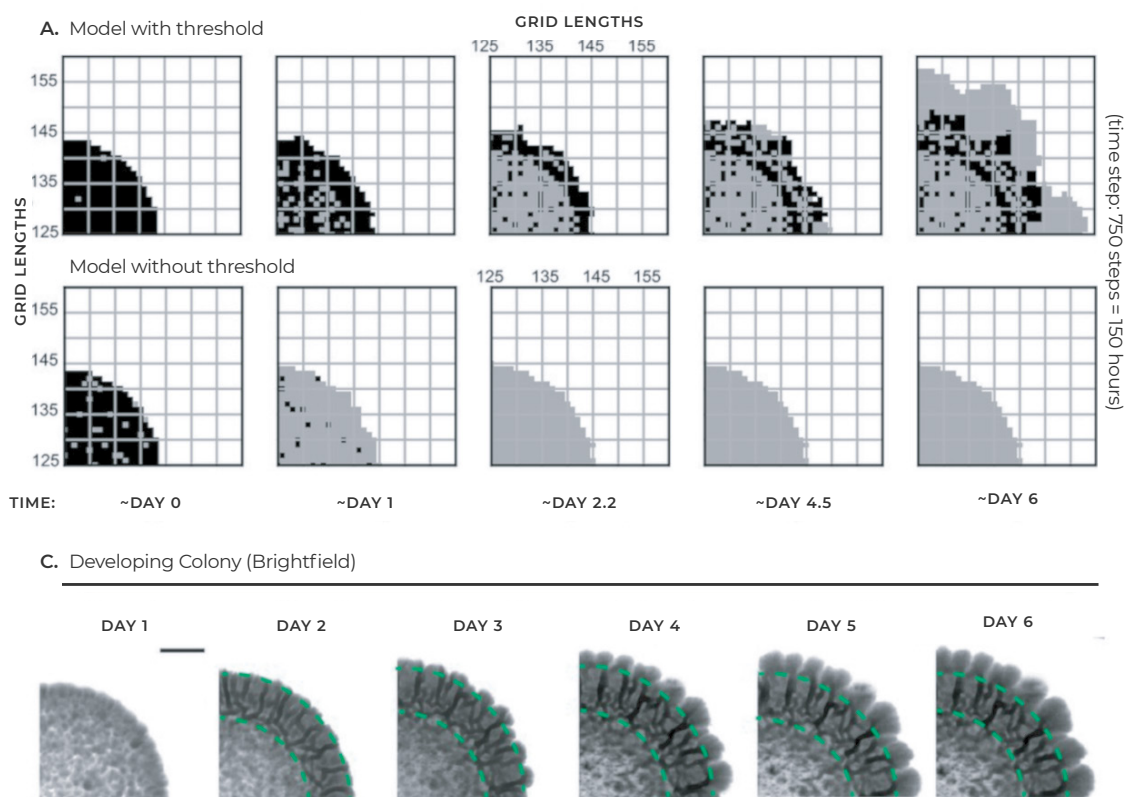 GRID LENGTHS
A. Model with threshold
125 135 145 155
155
145
135
125
GRID LENGTHS
(time step: 750 steps = 150 hours)
Model without threshold
125 135 145 155
155
145
135
125
TIME: ~DAY 0 ~DAY 1 ~DAY 2.2 ~DAY 4.5 ~DAY 6
C. Developing Colony (Brightfield)
DAY 1 DAY 2 DAY 3 DAY 4 DAY 5 DAY 6